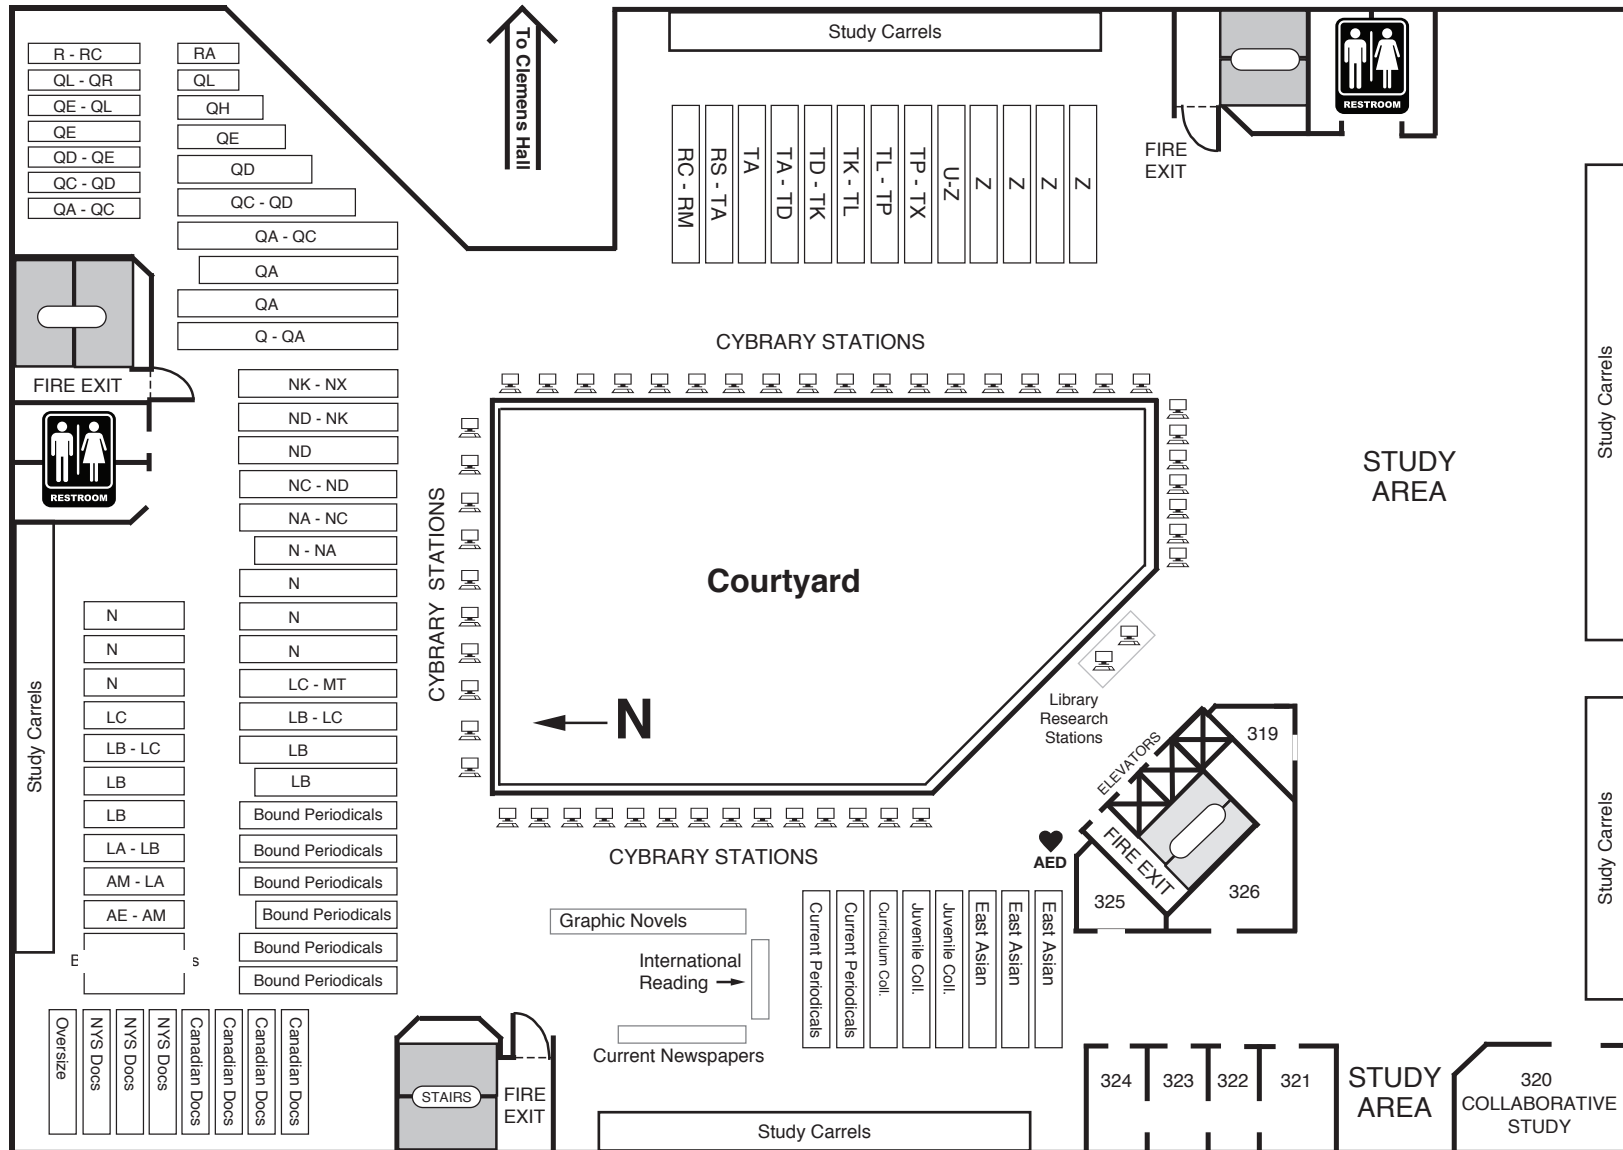 Study Carrels
To Clemens Hall
R - RC
QL - QR
QE - QL
QE
QD - QE
QC - QD
QA - QC
RA
QL
QH
QE
QD
QC - QD
QA - QC
QA
QA
Q - QA
RC - RM
RS - TA
TA
TA - TD
TD - TK
TK - TL
TL - TP
TP - TX
U-Z
Z
Z
Z
Z
FIRE
EXIT
RESTROOM
FIRE EXIT
RESTROOM
CYBRARY STATIONS
NK - NX
ND - NK
ND
NC - ND
NA - NC
N - NA
N
N
N
LC - MT
LB - LC
LB
LB
Bound Periodicals
Bound Periodicals
Bound Periodicals
Bound Periodicals
Bound Periodicals
Bound Periodicals
CYBRARY STATIONS
Courtyard
N
STUDY
AREA
Study Carrels
Study Carrels
N
N
N
LC
LB - LC
LB
LB
LA - LB
AM - LA
AE - AM
Library
Research
Stations
ELEVATORS
319
FIRE EXIT
325
326
AED
Study Carrels
CYBRARY STATIONS
Graphic Novels
International
Reading
Current Newspapers
Current Periodicals
Current Periodicals
Curriculum Coll.
Juvenile Coll.
Juvenile Coll.
East Asian
East Asian
East Asian
Oversize
NYS Docs
NYS Docs
NYS Docs
Canadian Docs
Canadian Docs
Canadian Docs
Canadian Docs
STAIRS
FIRE
EXIT
Study Carrels
324
323
322
321
STUDY
AREA
320
COLLABORATIVE
STUDY